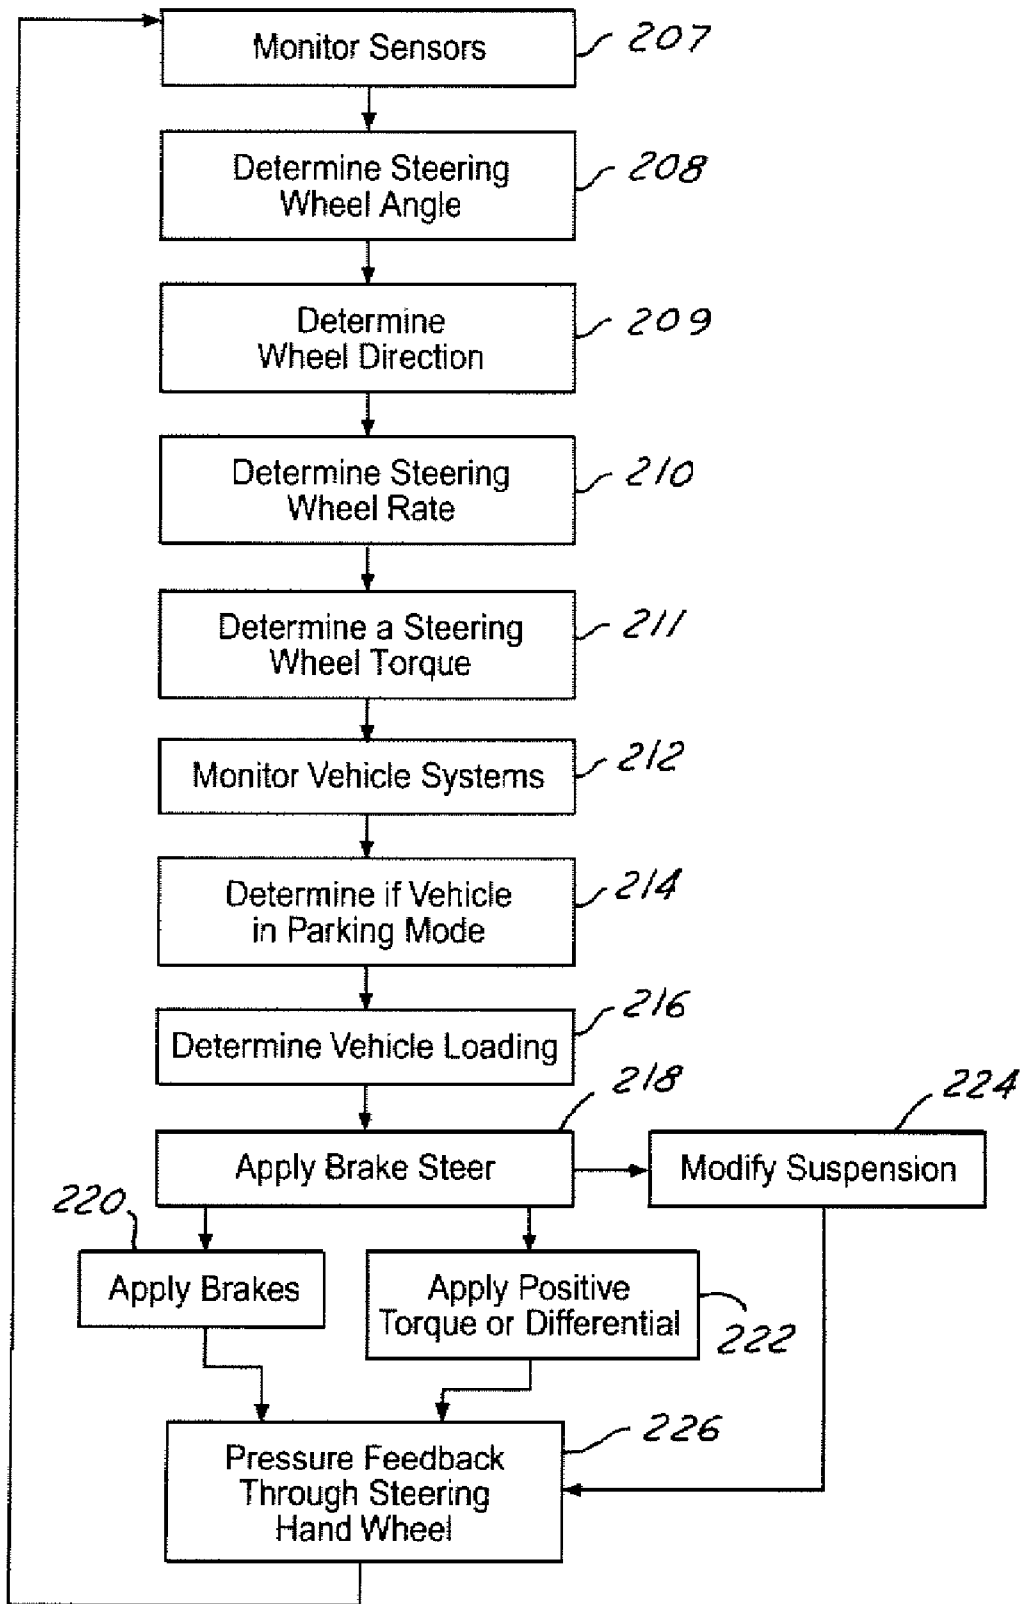 Monitor Sensors
207
Determine Steering
Wheel Angle
208
Determine
Wheel Direction
209
Determine Steering
Wheel Rate
210
Determine a Steering
Wheel Torque
211
Monitor Vehicle Systems
212
Determine if Vehicle
in Parking Mode
214
Determine Vehicle Loading
216
Apply Brake Steer
218
Modify Suspension
224
220
Apply Brakes
Apply Positive
Torque or Differential
222
Pressure Feedback
Through Steering
Hand Wheel
226